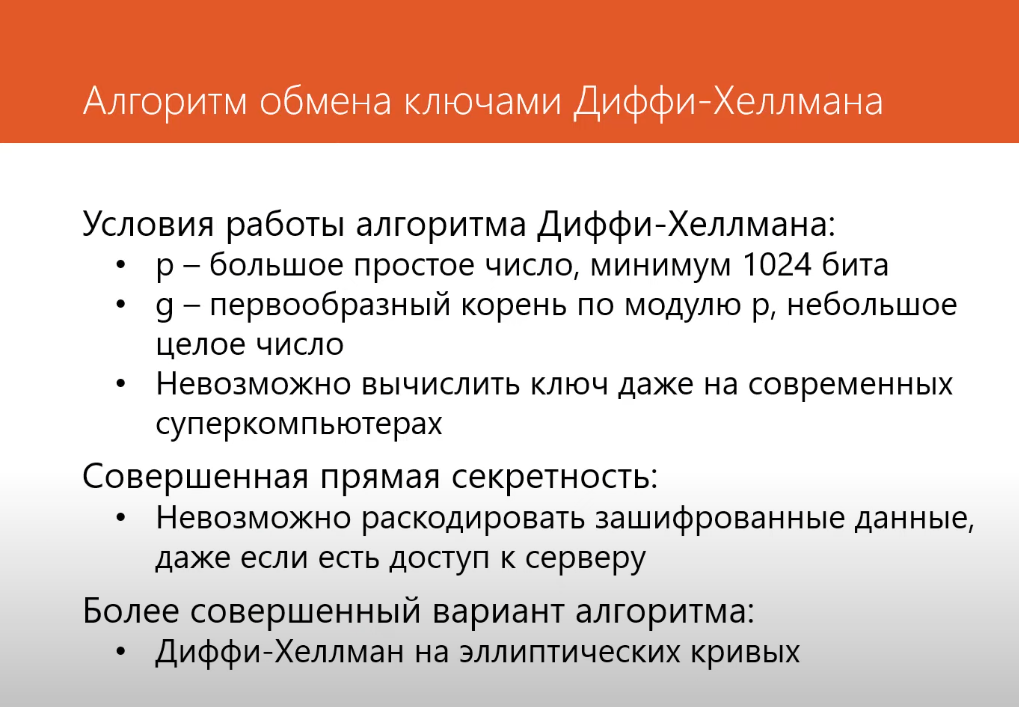 Алгоритм обмена ключами Диффи-Хеллмана
Условия работы алгоритма Диффи-Хеллмана:
• p – большое простое число, минимум 1024 бита
• g – первообразный корень по модулю p, небольшое
целое число
• Невозможно вычислить ключ даже на современных
суперкомпьютерах
Совершенная прямая секретность:
• Невозможно раскодировать зашифрованные данные,
даже если есть доступ к серверу
Более совершенный вариант алгоритма:
• Диффи-Хеллман на эллиптических кривых